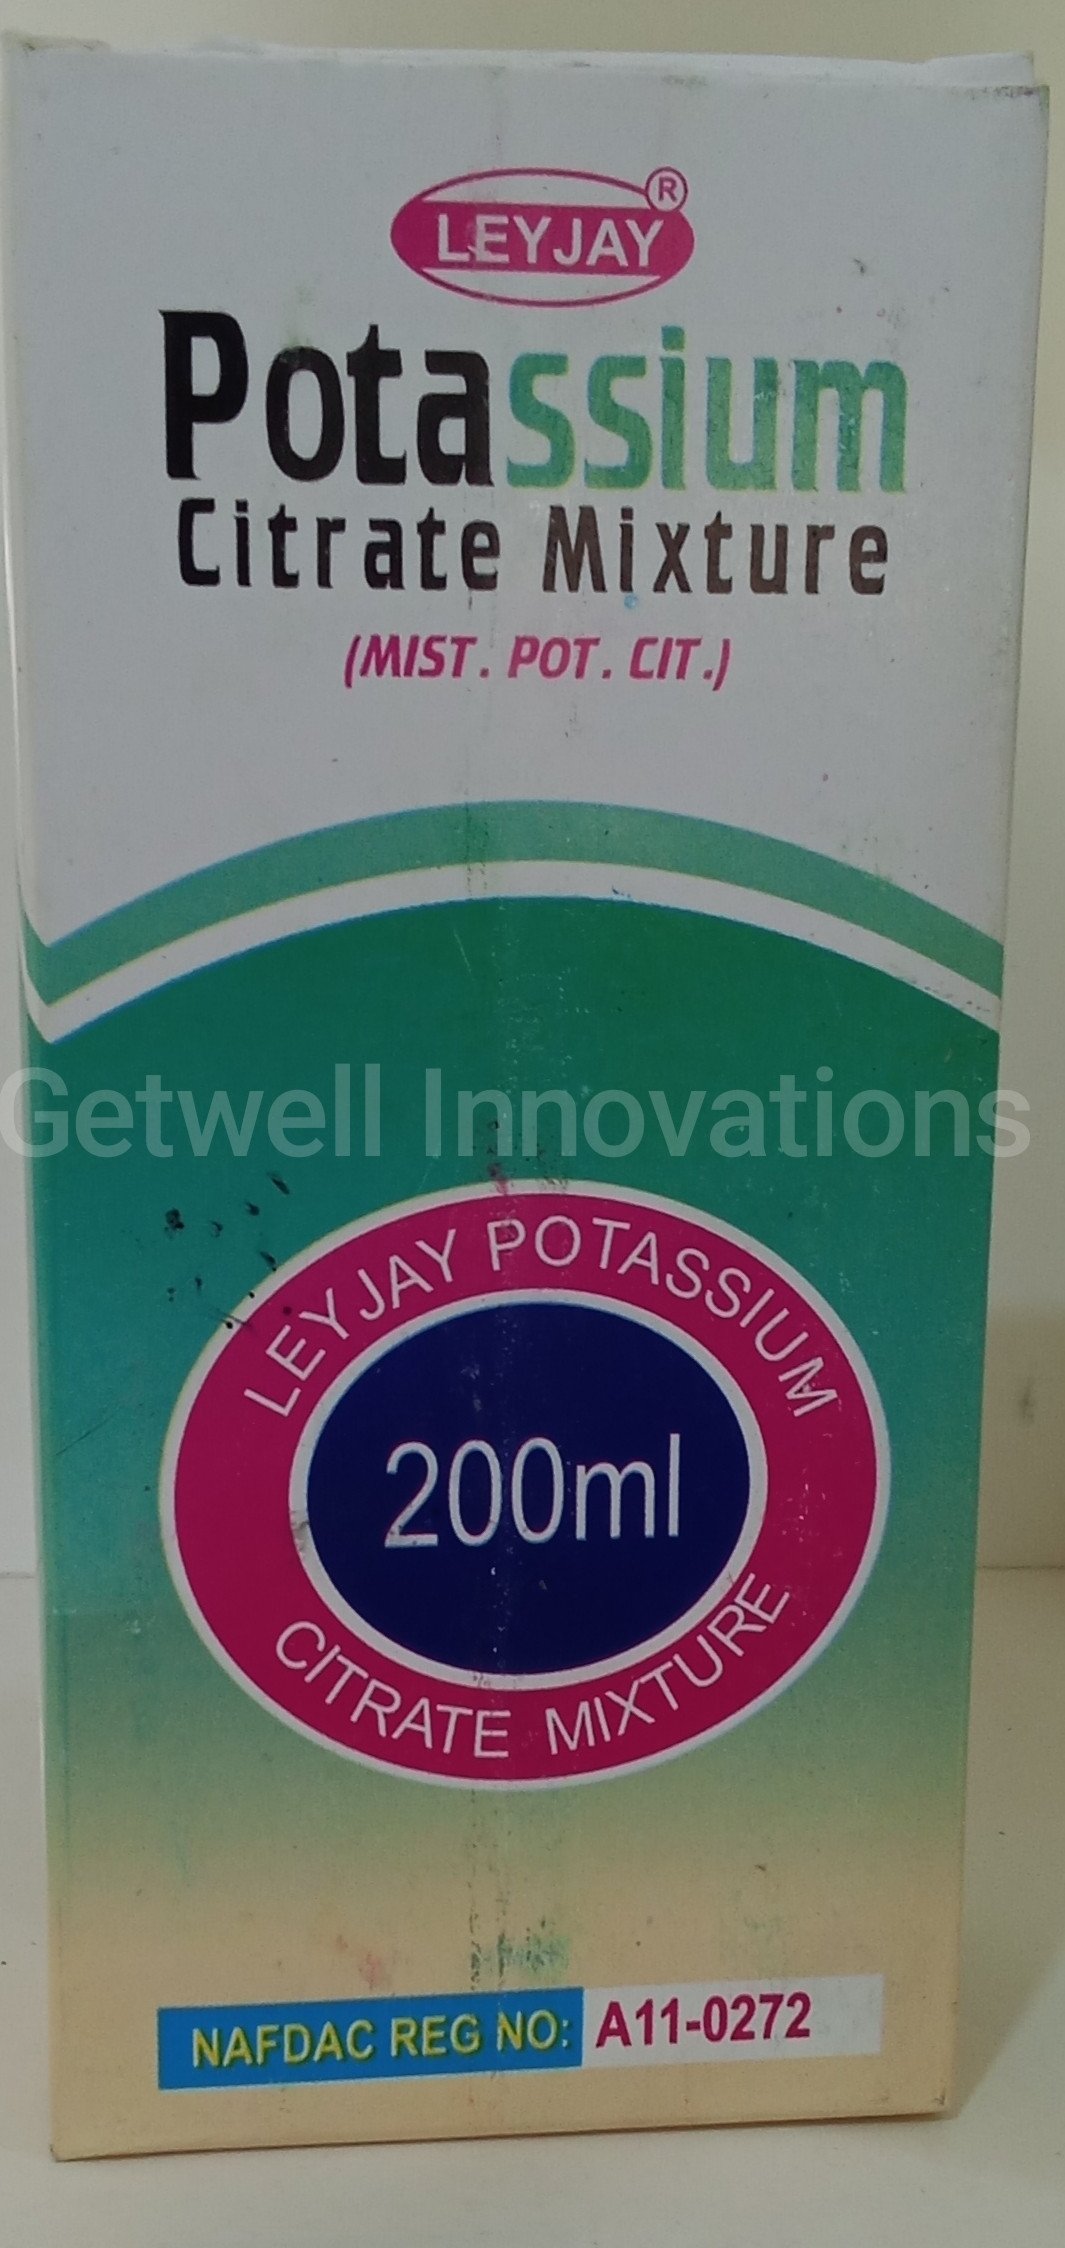 LEYJAY ®
Potassium
Citrate Mixture
(MIST. POT. CIT.)
Getwell Innovations
LEYJAY POTASSIUM
200ml
CITRATE MIXTURE
NAFDAC REG NO: A11-0272